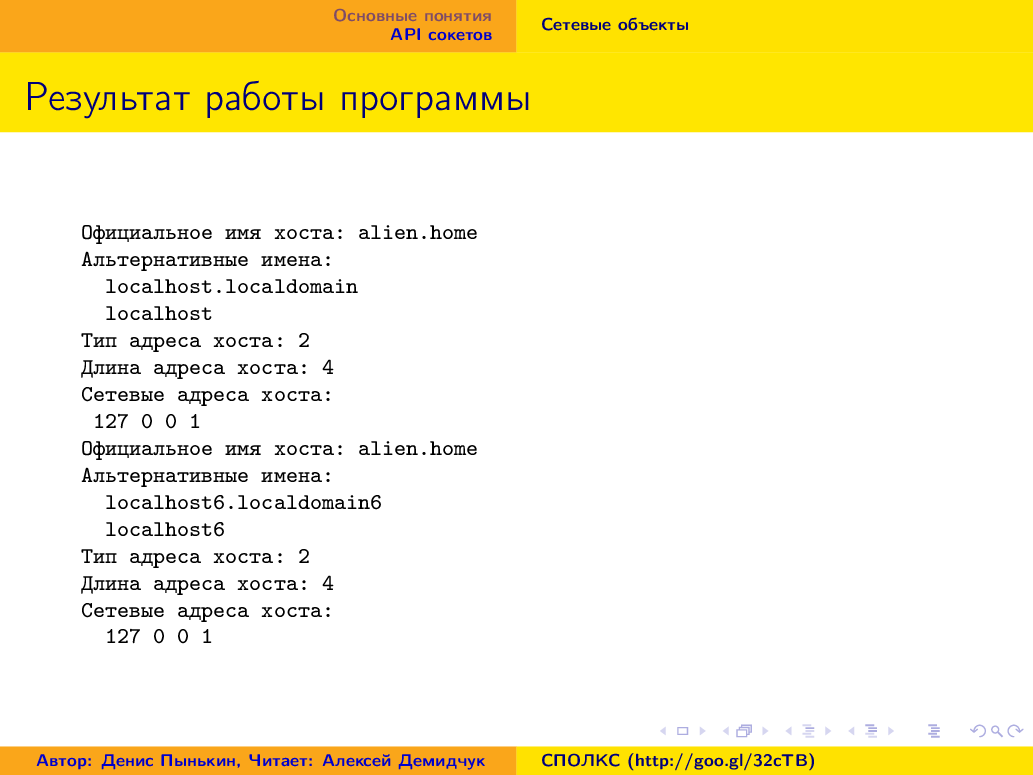 Основные понятия
API сокетов
Сетевые объекты
Результат работы программы
Официальное имя хоста: alien.home
Альтернативные имена:
localhost.localdomain
localhost
Тип адреса хоста: 2
Длина адреса хоста: 4
Сетевые адреса хоста:
127 0 0 1
Официальное имя хоста: alien.home
Альтернативные имена:
localhost6.localdomain6
localhost6
Тип адреса хоста: 2
Длина адреса хоста: 4
Сетевые адреса хоста:
127 0 0 1
Автор: Денис Пынькин, Читает: Алексей Демидчук
СПОЛКС (http://goo.gl/32cTB)